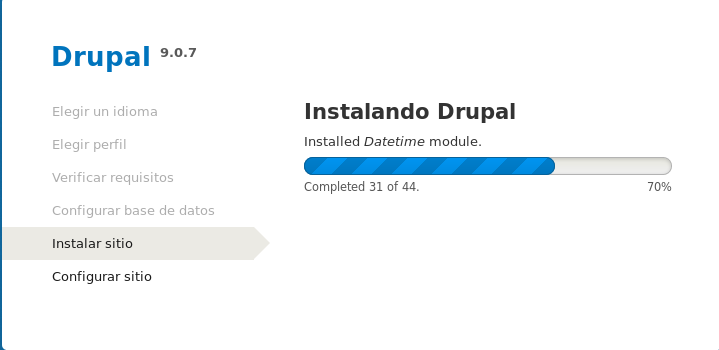 Drupal 9.0.7
Elegir un idioma
Elegir perfil
Verificar requisitos
Configurar base de datos
Instalar sitio
Configurar sitio
Instalando Drupal
Installed Datetime module.
Completed 31 of 44. 70%